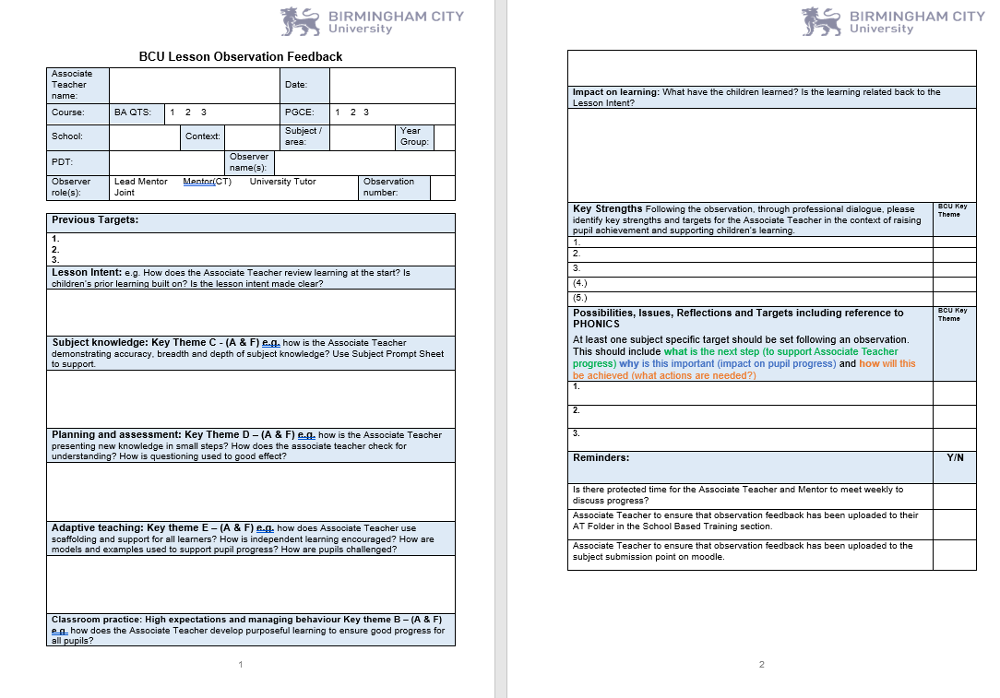 BIRMINGHAM CITY
University
BCU Lesson Observation Feedback
Associate
Teacher
name:
Date:
Course:
BA QTS:
1 2 3
PGCE:
1 2 3
School:
Context:
Subject /
area:
Year
Group:
PDT:
Observer
name(s):
Observer
role(s):
Lead Mentor Mentor(CT) University Tutor
Joint
Observation
number:
Previous Targets:
1.
2.
3.
Lesson Intent: e.g. How does the Associate Teacher review learning at the start? Is
children's prior learning built on? Is the lesson intent made clear?
Subject knowledge: Key Theme C - (A & F) e.g. how is the Associate Teacher
demonstrating accuracy, breadth and depth of subject knowledge? Use Subject Prompt Sheet
to support.
Planning and assessment: Key Theme D – (A & F) e.g. how is the Associate Teacher
presenting new knowledge in small steps? How does the associate teacher check for
understanding? How is questioning used to good effect?
Adaptive teaching: Key theme E – (A & F) e.g. how does Associate Teacher use
scaffolding and support for all learners? How is independent learning encouraged? How are
models and examples used to support pupil progress? How are pupils challenged?
Classroom practice: High expectations and managing behaviour Key theme B – (A & F)
e.g. how does the Associate Teacher develop purposeful learning to ensure good progress for
all pupils?
1
BIRMINGHAM CITY
University
Impact on learning: What have the children learned? Is the learning related back to the
Lesson Intent?
Key Strengths Following the observation, through professional dialogue, please
identify key strengths and targets for the Associate Teacher in the context of raising
pupil achievement and supporting children's learning.
BCU Key
Theme
1.
2.
3.
(4.)
(5.)
Possibilities, Issues, Reflections and Targets including reference to
PHONICS
BCU Key
Theme
At least one subject specific target should be set following an observation.
This should include what is the next step (to support Associate Teacher
progress) why is this important (impact on pupil progress) and how will this
be achieved (what actions are needed?)
1.
2.
3.
Reminders:
Y/N
Is there protected time for the Associate Teacher and Mentor to meet weekly to
discuss progress?
Associate Teacher to ensure that observation feedback has been uploaded to their
AT Folder in the School Based Training section.
Associate Teacher to ensure that observation feedback has been uploaded to the
subject submission point on moodle.
2